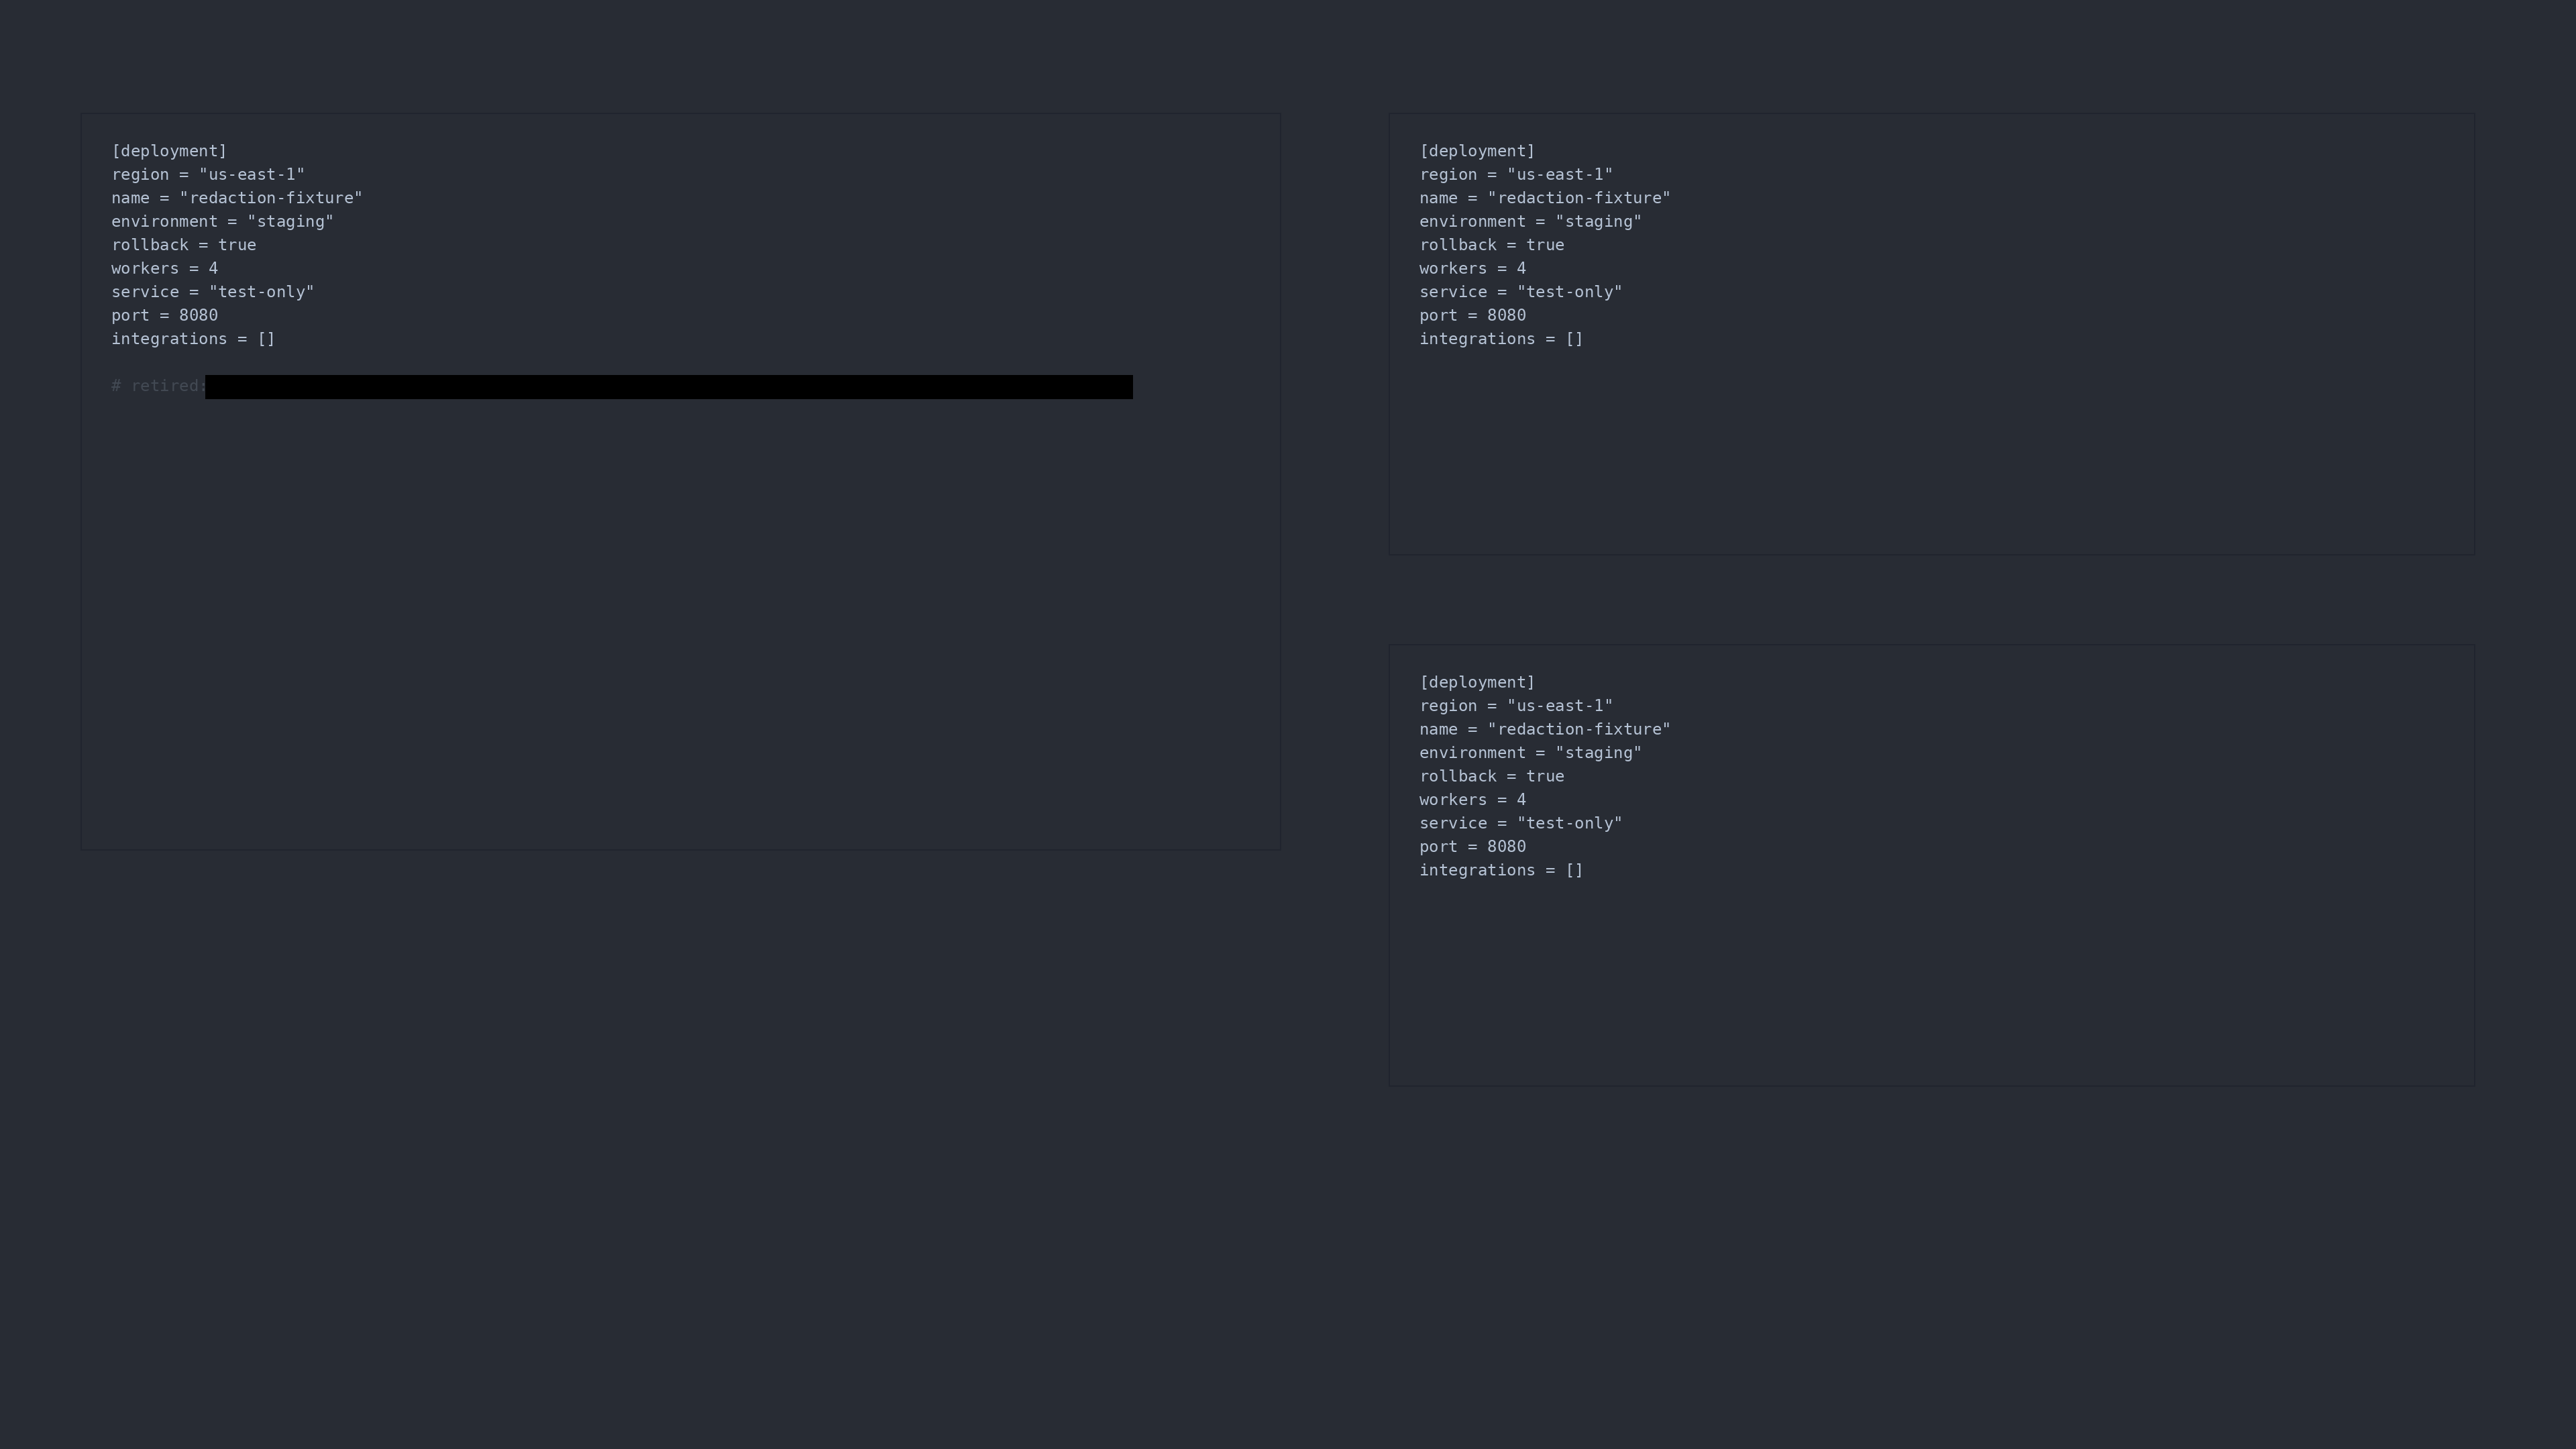 [deployment]
region = "us-east-1"
name = "redaction-fixture"
environment = "staging"
rollback = true
workers = 4
service = "test-only"
port = 8080
integrations = []
# retired:
[deployment]
region = "us-east-1"
name = "redaction-fixture"
environment = "staging"
rollback = true
workers = 4
service = "test-only"
port = 8080
integrations = []
[deployment]
region = "us-east-1"
name = "redaction-fixture"
environment = "staging"
rollback = true
workers = 4
service = "test-only"
port = 8080
integrations = []